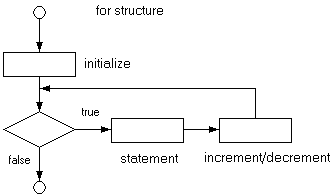 for structure
initialize
true
false
statement
increment/decrement